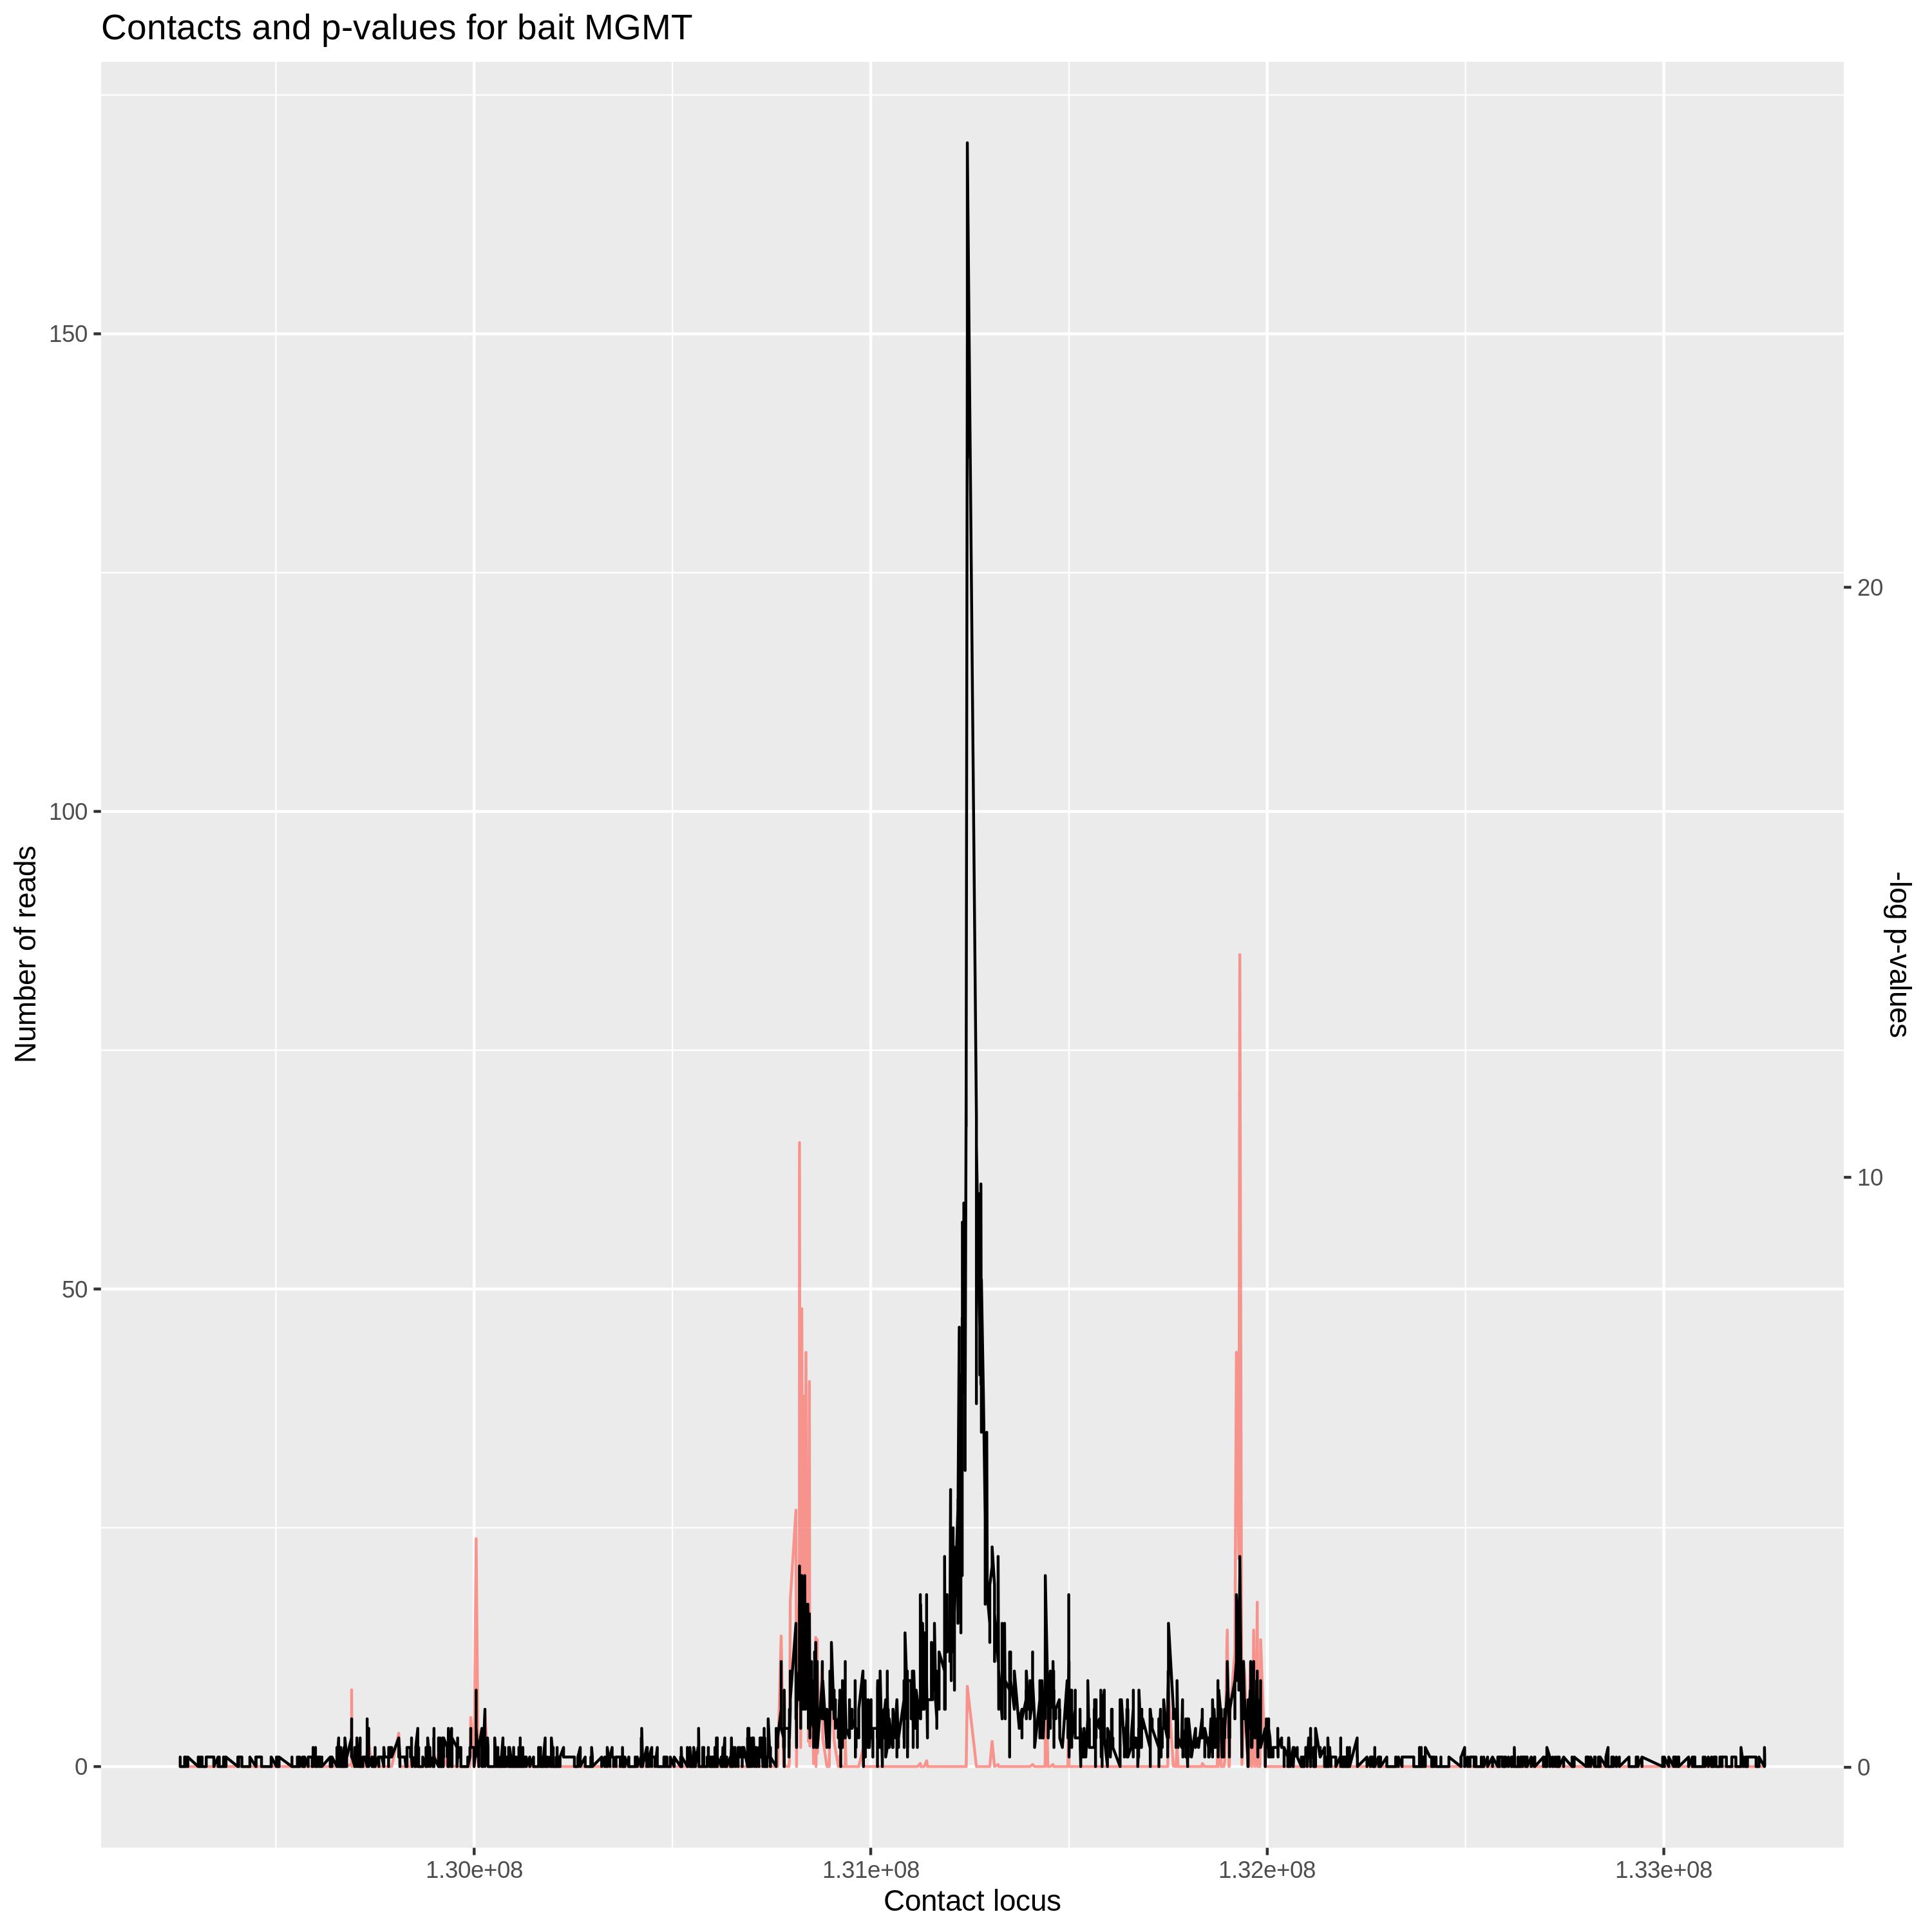 Contacts and p-values for bait MGMT
150
100
50
0
Number of reads
20
10
0
-log p-values
1.30e+08
1.31e+08
1.32e+08
1.33e+08
Contact locus